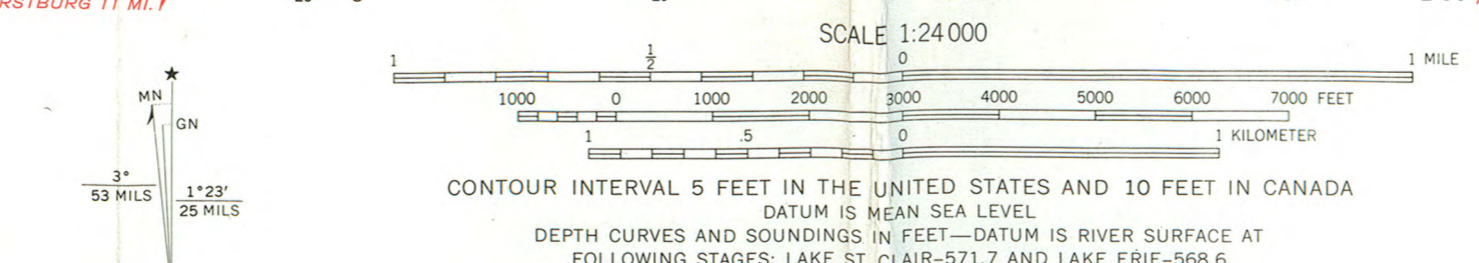 RSTBURG 11 MI.
SCALE 1:24 000
1 1/2 0 1 MILE
1000 0 1000 2000 3000 4000 5000 6000 7000 FEET
1 .5 0 1 KILOMETER
MN
GN
3°
53 MILS
1°23′
25 MILS
CONTOUR INTERVAL 5 FEET IN THE UNITED STATES AND 10 FEET IN CANADA
DATUM IS MEAN SEA LEVEL
DEPTH CURVES AND SOUNDINGS IN FEET—DATUM IS RIVER SURFACE AT
FOLLOWING STAGES: LAKE ST. CLAIR–571.7 AND LAKE ERIE–568.6